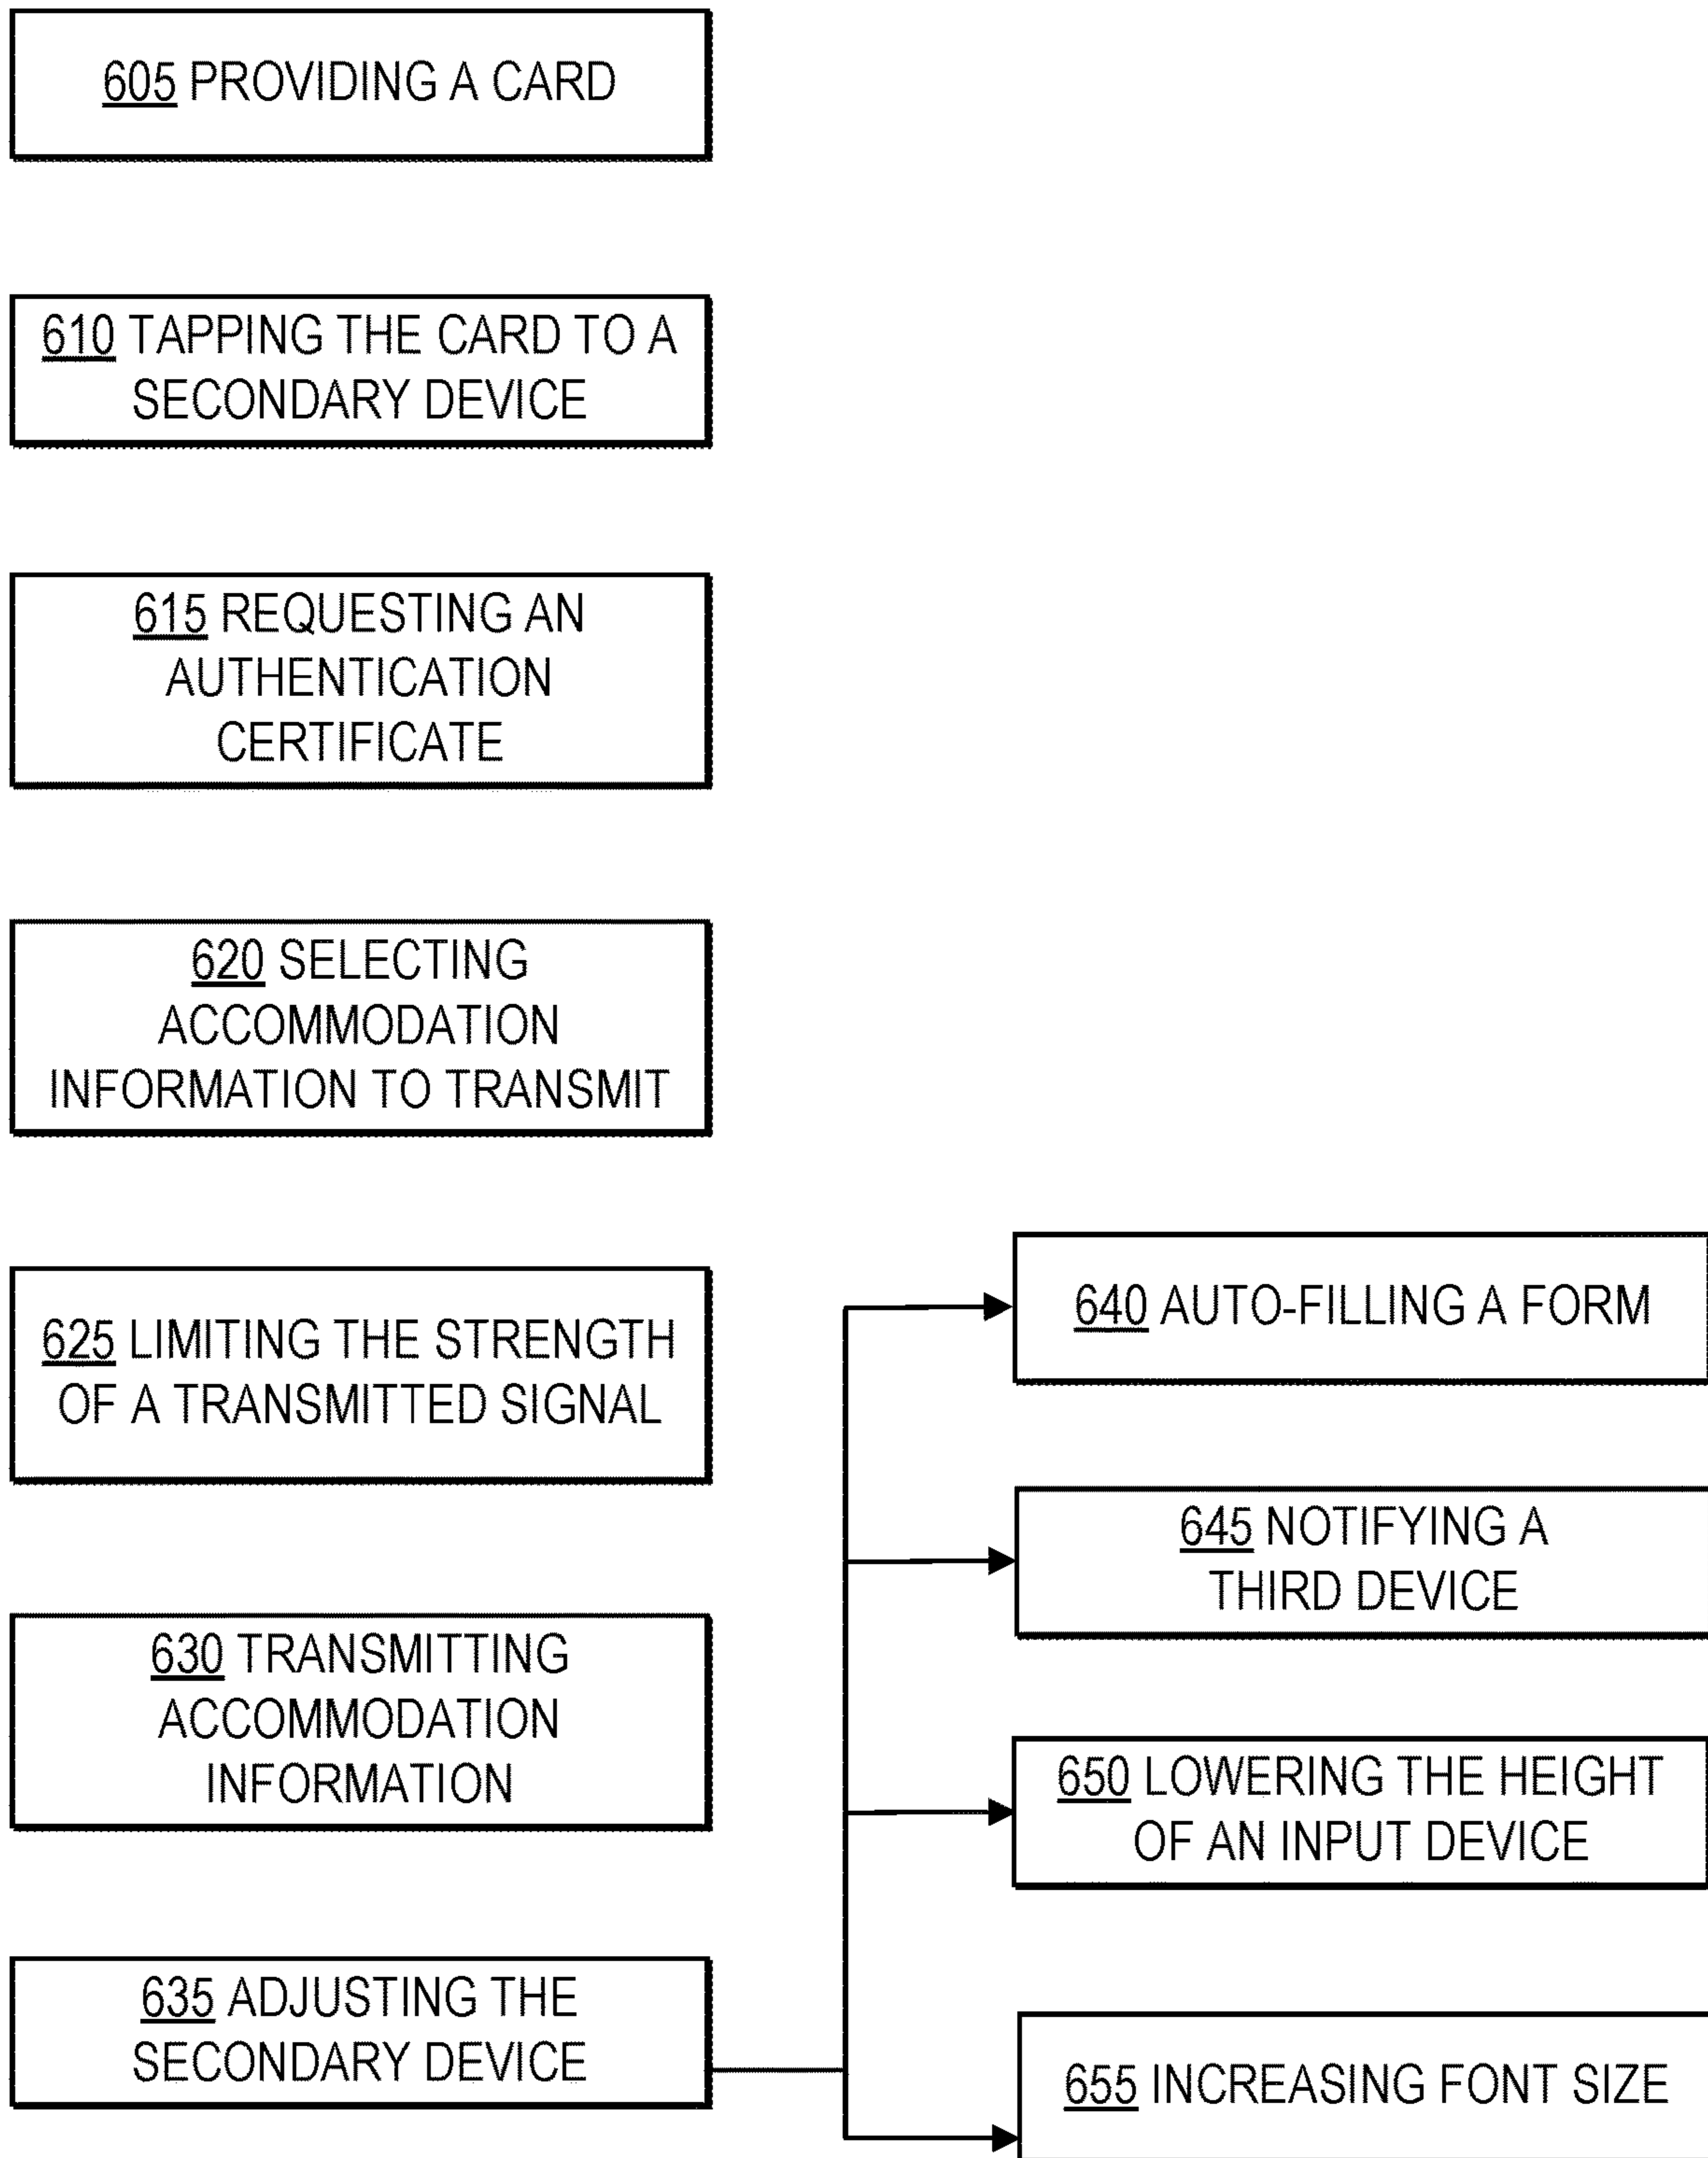 605 PROVIDING A CARD
610 TAPPING THE CARD TO A
SECONDARY DEVICE
615 REQUESTING AN
AUTHENTICATION
CERTIFICATE
620 SELECTING
ACCOMMODATION
INFORMATION TO TRANSMIT
625 LIMITING THE STRENGTH
OF A TRANSMITTED SIGNAL
630 TRANSMITTING
ACCOMMODATION
INFORMATION
635 ADJUSTING THE
SECONDARY DEVICE
640 AUTO-FILLING A FORM
645 NOTIFYING A
THIRD DEVICE
650 LOWERING THE HEIGHT
OF AN INPUT DEVICE
655 INCREASING FONT SIZE